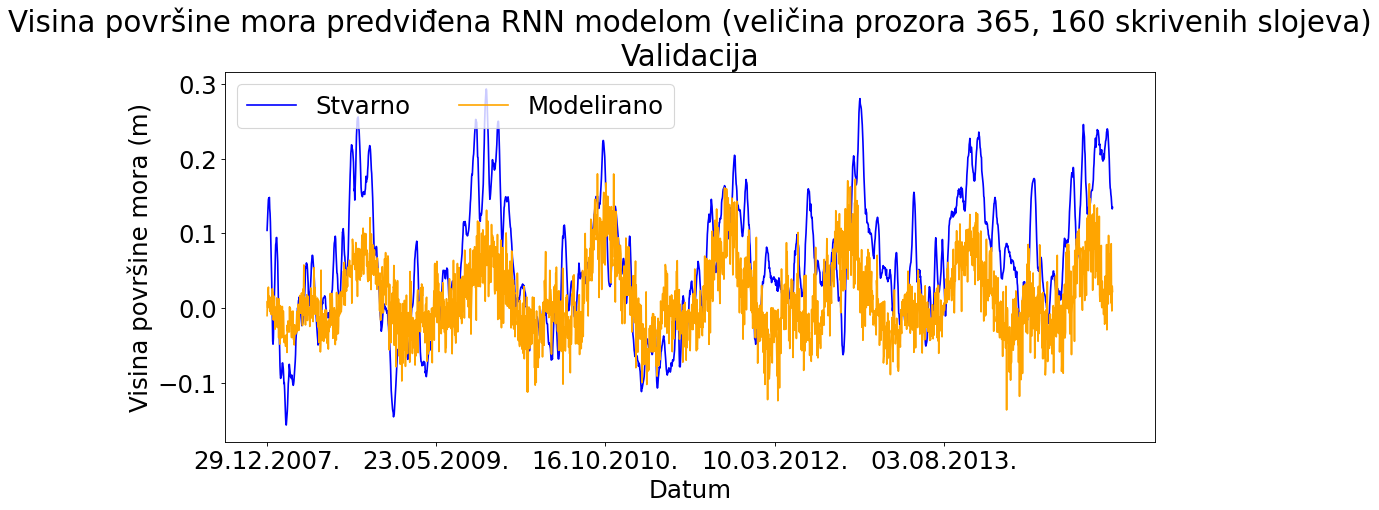 Visina površine mora predviđena RNN modelom (veličina prozora 365, 160 skrivenih slojeva)
Validacija
Stvarno
Modelirano
Visina površine mora (m)
0.3
0.2
0.1
0.0
−0.1
29.12.2007.
23.05.2009.
16.10.2010.
10.03.2012.
03.08.2013.
Datum